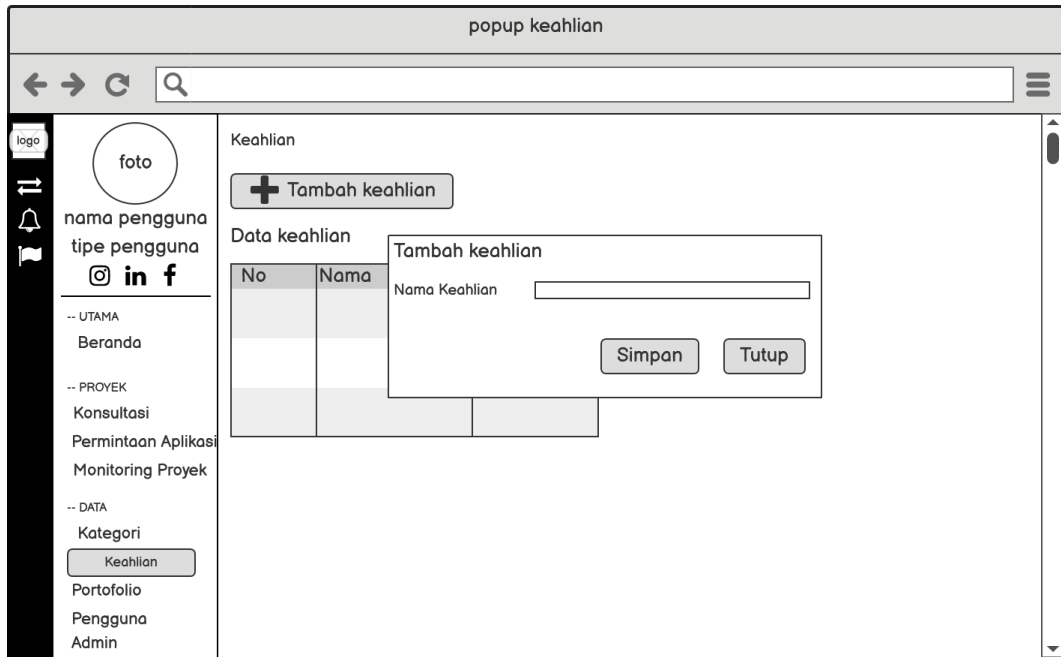 popup keahlian
logo
foto
nama pengguna
tipe pengguna
in f
-- UTAMA
Beranda
-- PROYEK
Konsultasi
Permintaan Aplikasi
Monitoring Proyek
-- DATA
Kategori
Keahlian
Portofolio
Pengguna
Admin
Keahlian
Tambah keahlian
Data keahlian
No Nama
Tambah keahlian
Nama Keahlian
Simpan Tutup